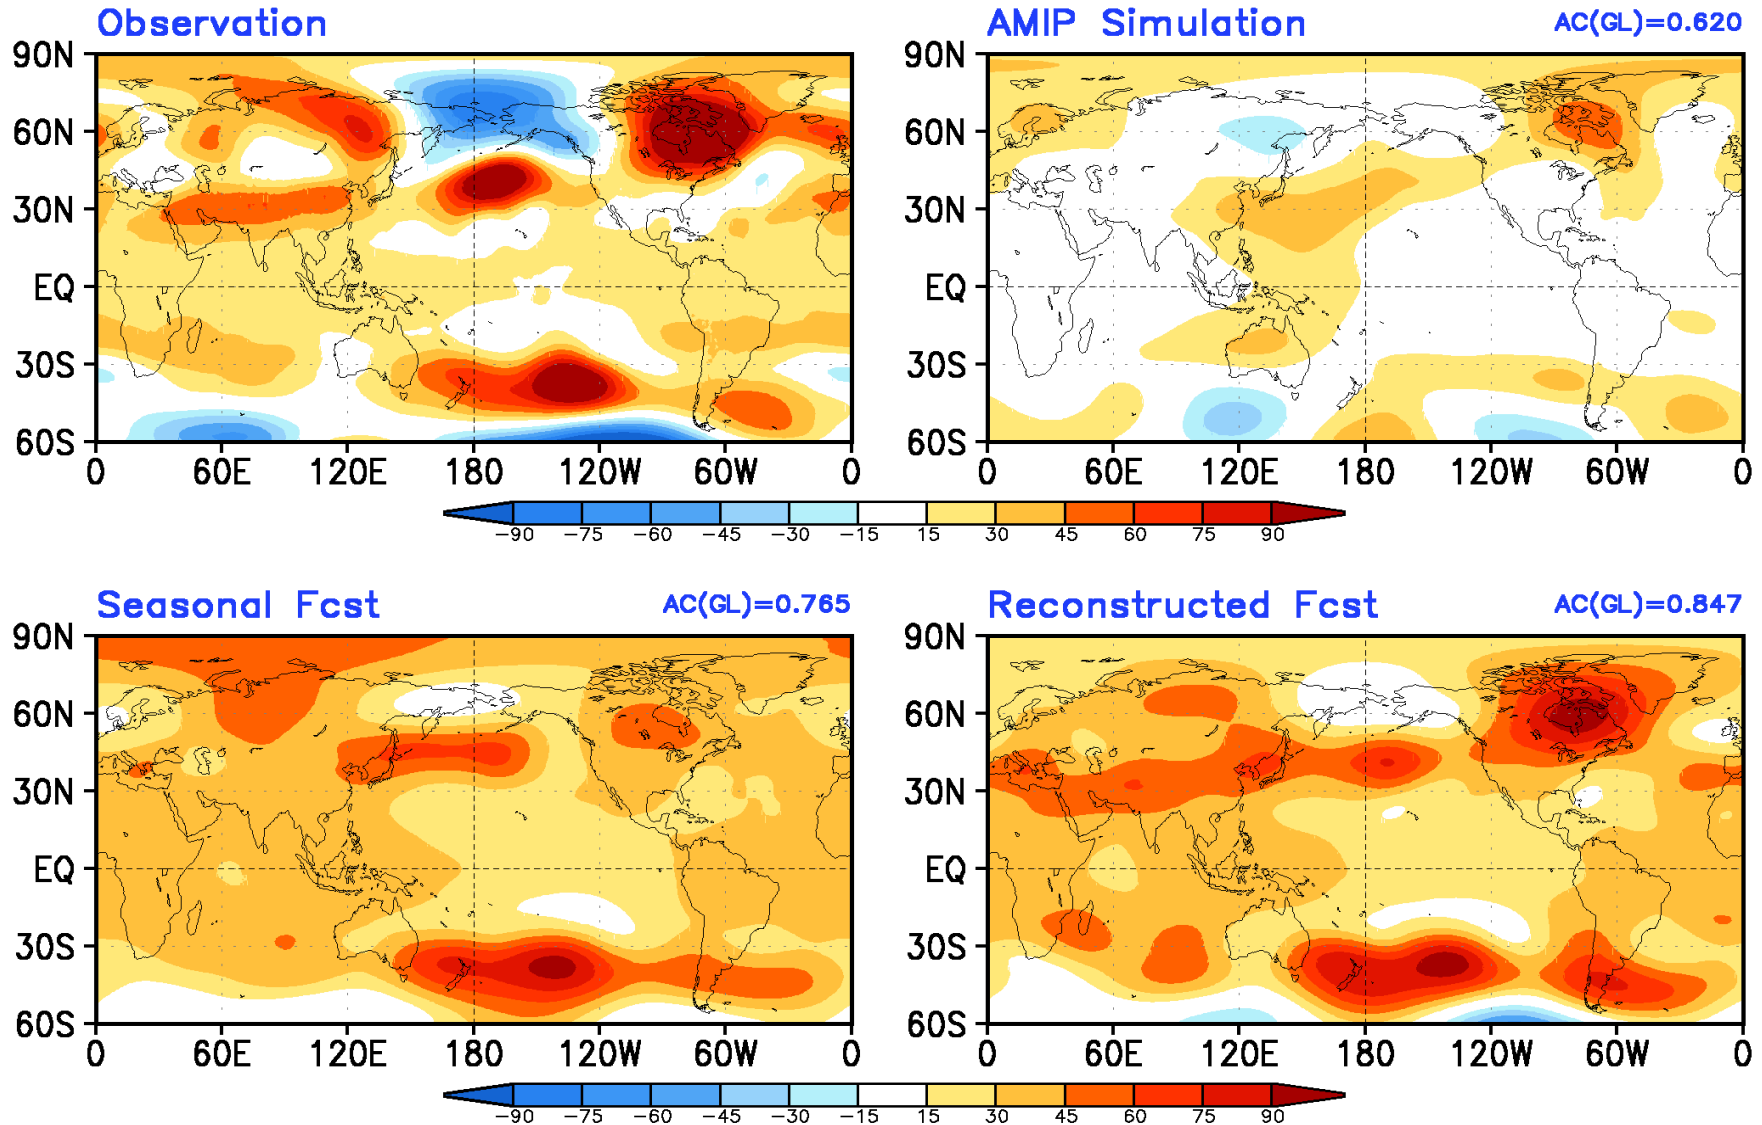 Observation
AMIP Simulation AC(GL)=0.620
90N 60N 30N EQ 30S 60S
0 60E 120E 180 120W 60W 0
90N 60N 30N EQ 30S 60S
0 60E 120E 180 120W 60W 0
−90 −75 −60 −45 −30 −15 15 30 45 60 75 90
Seasonal Fcst AC(GL)=0.765
Reconstructed Fcst AC(GL)=0.847
90N 60N 30N EQ 30S 60S
0 60E 120E 180 120W 60W 0
90N 60N 30N EQ 30S 60S
0 60E 120E 180 120W 60W 0
−90 −75 −60 −45 −30 −15 15 30 45 60 75 90